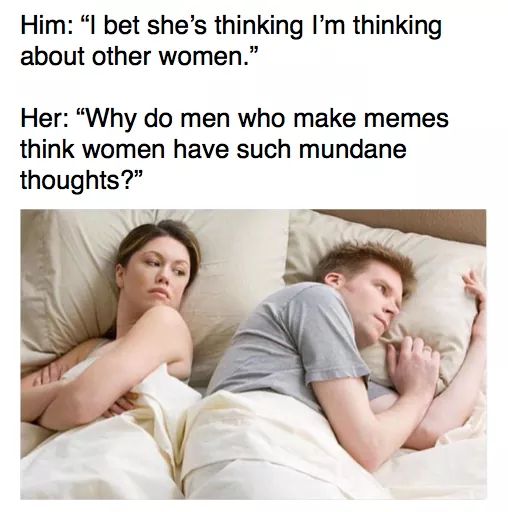 Him: “I bet she’s thinking I’m thinking
about other women.”
Her: “Why do men who make memes
think women have such mundane
thoughts?”